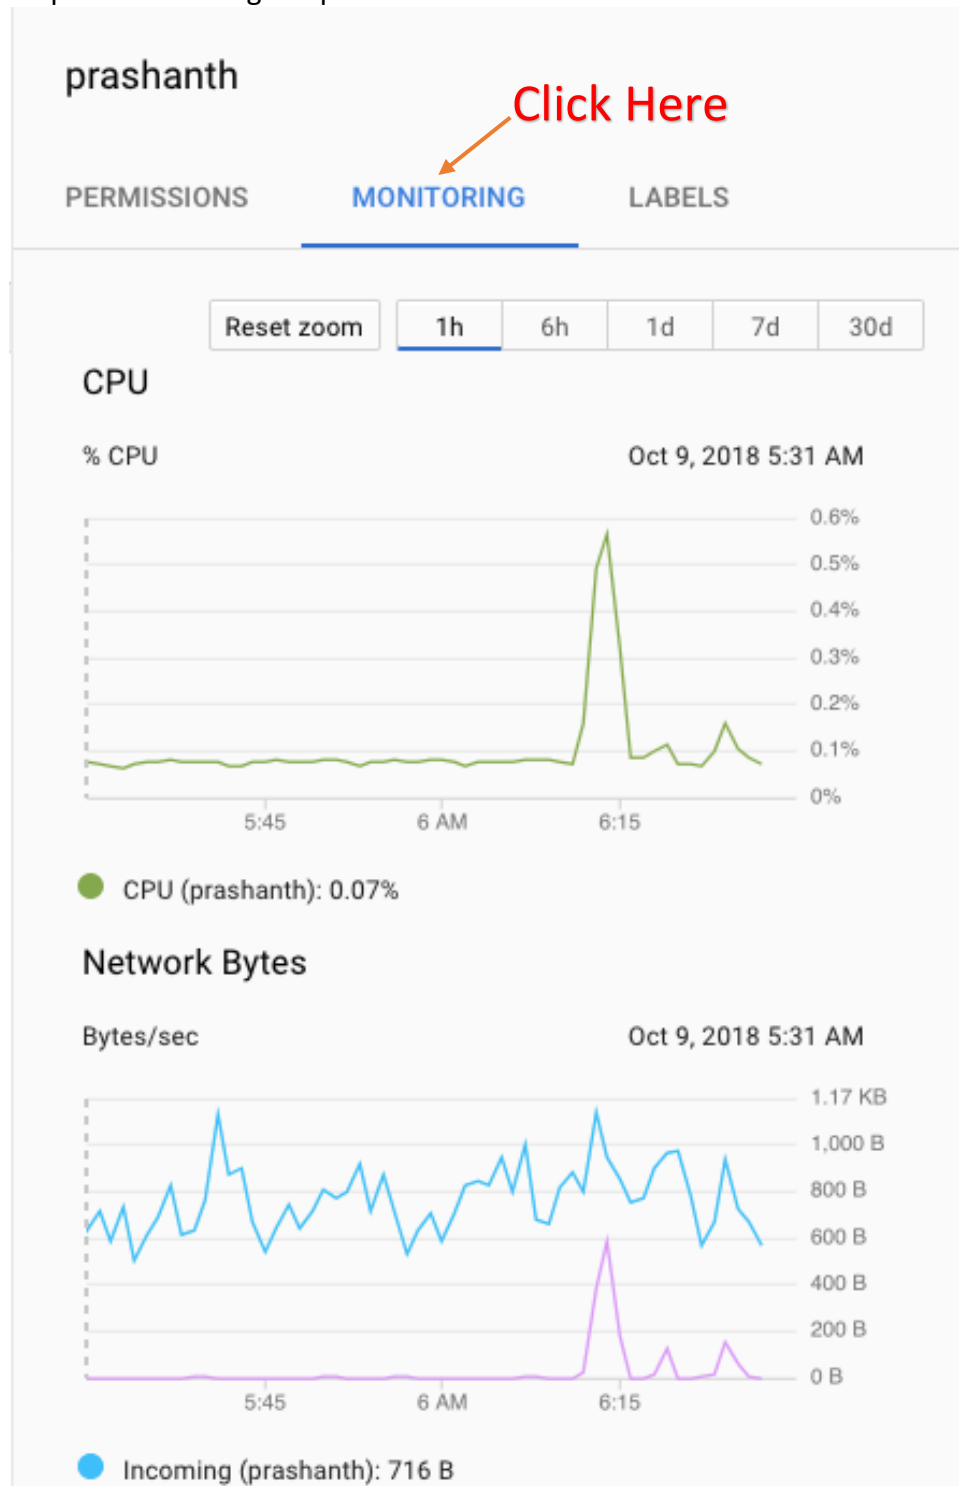 prashanth
Click Here
PERMISSIONS MONITORING LABELS
Reset zoom 1h 6h 1d 7d 30d
CPU
% CPU Oct 9, 2018 5:31 AM
0.6%
0.5%
0.4%
0.3%
0.2%
0.1%
0%
5:45 6 AM 6:15
CPU (prashanth): 0.07%
Network Bytes
Bytes/sec Oct 9, 2018 5:31 AM
1.17 KB
1,000 B
800 B
600 B
400 B
200 B
0 B
5:45 6 AM 6:15
Incoming (prashanth): 716 B